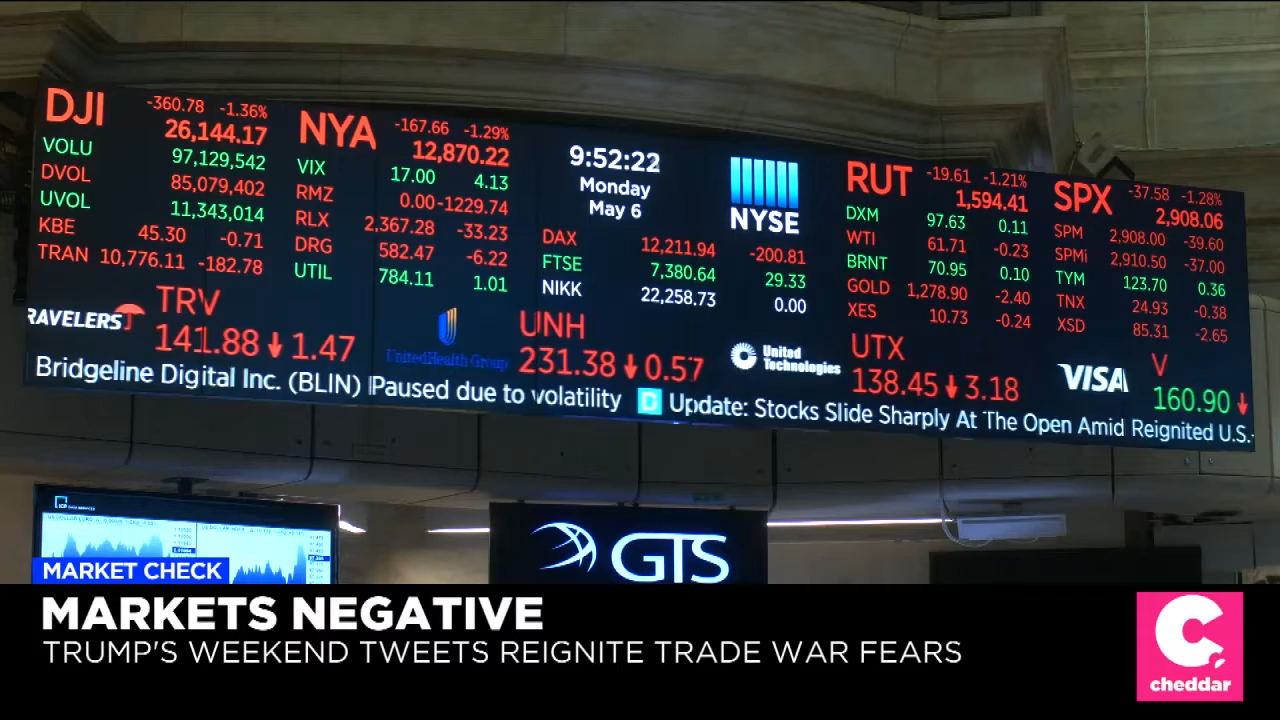 DJI -360.78 -1.36%
26,144.17
VOLU 97,129,542
DVOL 85,079,402
UVOL 11,343,014
KBE 45.30 -0.71
TRAN 10,776.11 -182.78
NYA -167.66 -1.29%
12,870.22
VIX 17.00 4.13
RMZ 0.00 -1229.74
RLX 2,367.28 -33.23
DRG 582.47 -6.22
UTIL 784.11 1.01
9:52:22
Monday
May 6
NYSE
DAX 12,211.94 -200.81
FTSE 7,380.64 29.33
NIKK 22,258.73 0.00
RUT -19.61 -1.21%
1,594.41
DXM 97.63 0.11
WTI 61.71 -0.23
BRNT 70.95 0.10
GOLD 1,278.90 -2.40
XES 10.73 -0.24
SPX -37.58 -1.28%
2,908.06
SPM 2,908.00 -39.60
SPMi 2,910.50 -37.00
TYM 123.70 0.36
TNX 24.93 -0.38
XSD 85.31 -2.65
RAVELERS
TRV
141.88 ↓ 1.47
UnitedHealth Group
UNH
231.38 ↓ 0.57
United
Technologies
UTX
138.45 ↓ 3.18
VISA
V
160.90 ↓
Bridgeline Digital Inc. (BLIN) Paused due to volatility D Update: Stocks Slide Sharply At The Open Amid Reignited U.S.-
GTS
MARKET CHECK
MARKETS NEGATIVE
TRUMP'S WEEKEND TWEETS REIGNITE TRADE WAR FEARS
C
cheddar